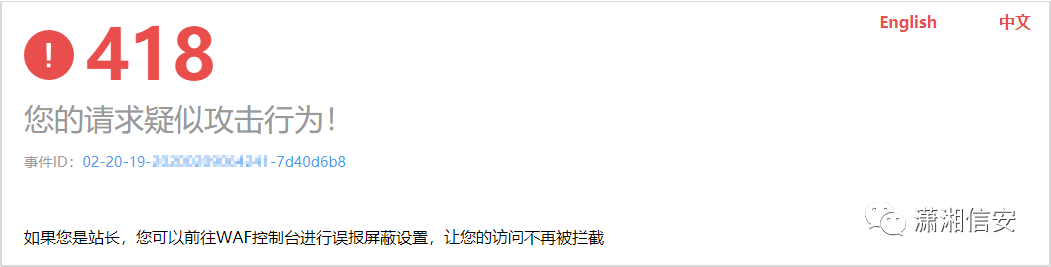 English 中文
! 418
您的请求疑似攻击行为！
事件ID：02-20-19--7d40d6b8
如果您是站长，您可以前往WAF控制台进行误报屏蔽设置，让您的访问不再被拦截
潇湘信安